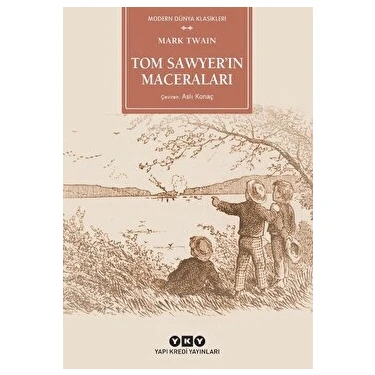 MODERN DÜNYA KLASİKLERİ
MARK TWAIN
TOM SAWYER'IN
MACERALARI
Çeviren: Aslı Konaç
YKY
YAPI KREDİ YAYINLARI